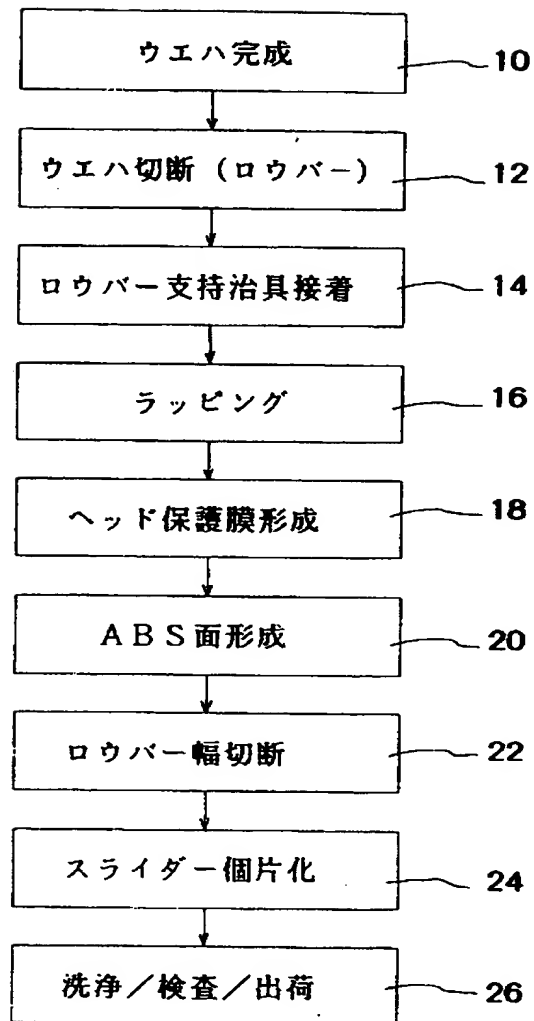 ウエハ完成 10
ウエハ切断（ロウバー） 12
ロウバー支持治具接着 14
ラッピング 16
ヘッド保護膜形成 18
ＡＢＳ面形成 20
ロウバー幅切断 22
スライダー個片化 24
洗浄／検査／出荷 26